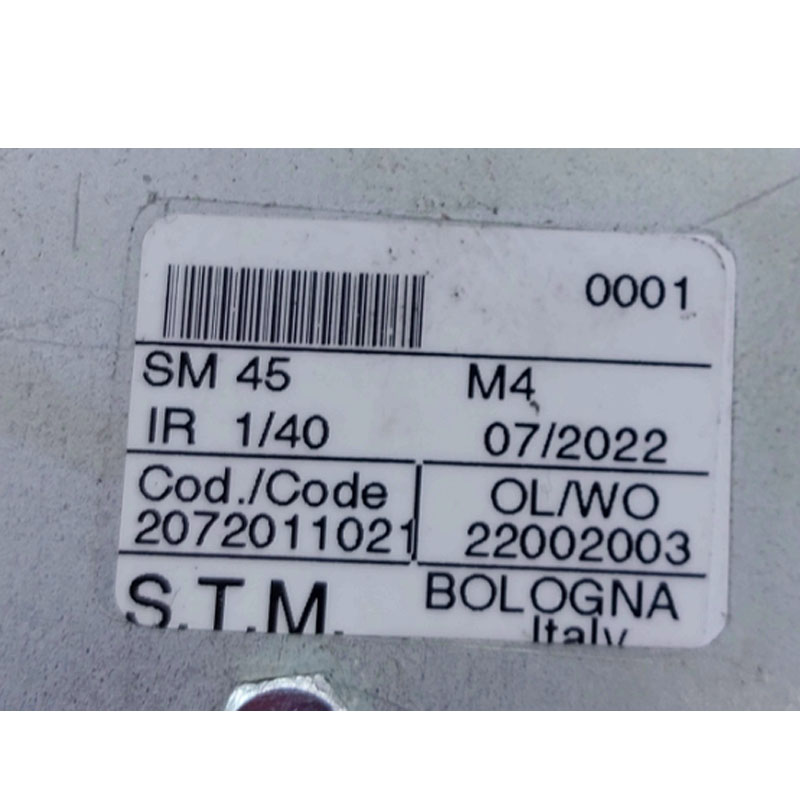 0001
SM 45 M4
IR 1/40 07/2022
Cod./Code OL/WO
2072011021 22002003
S.T.M. BOLOGNA
Italy